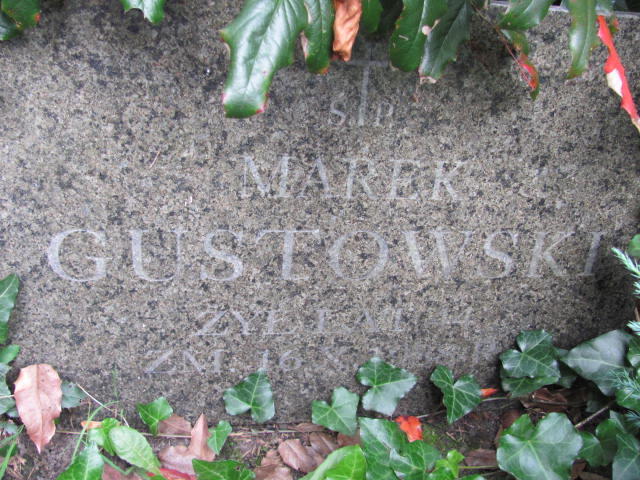 Ś P.
MAREK
GUSTOWSKI
ŻYŁ LAT
ZM. 16.